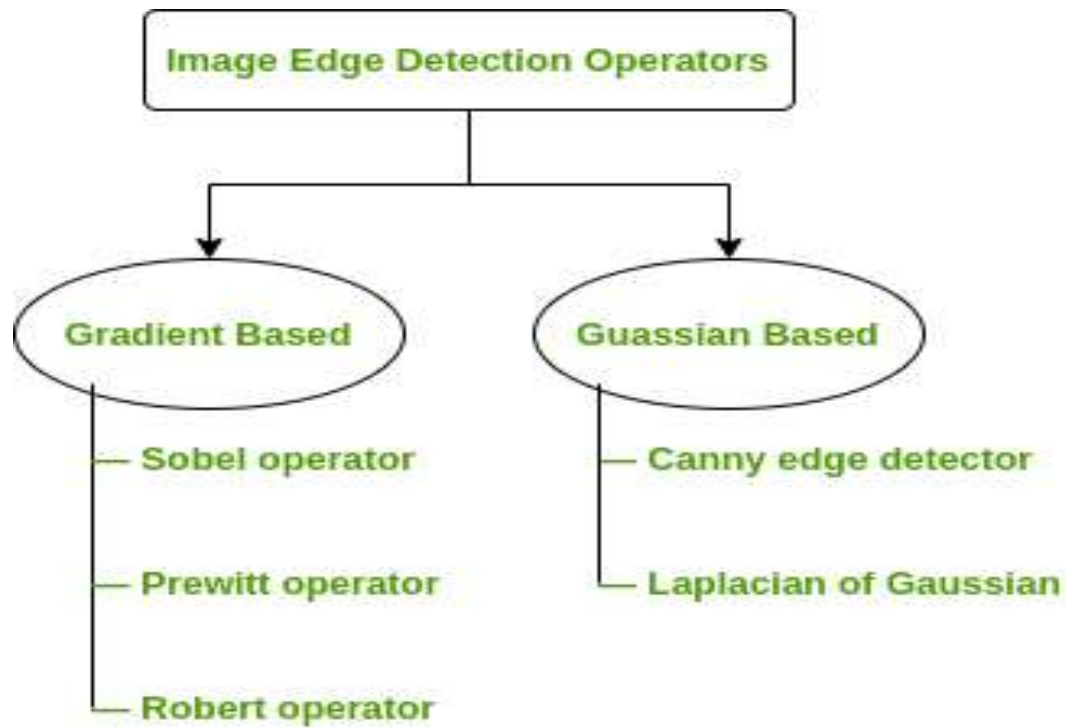 Image Edge Detection Operators
Gradient Based
Guassian Based
Sobel operator
Canny edge detector
Prewitt operator
Laplacian of Gaussian
Robert operator